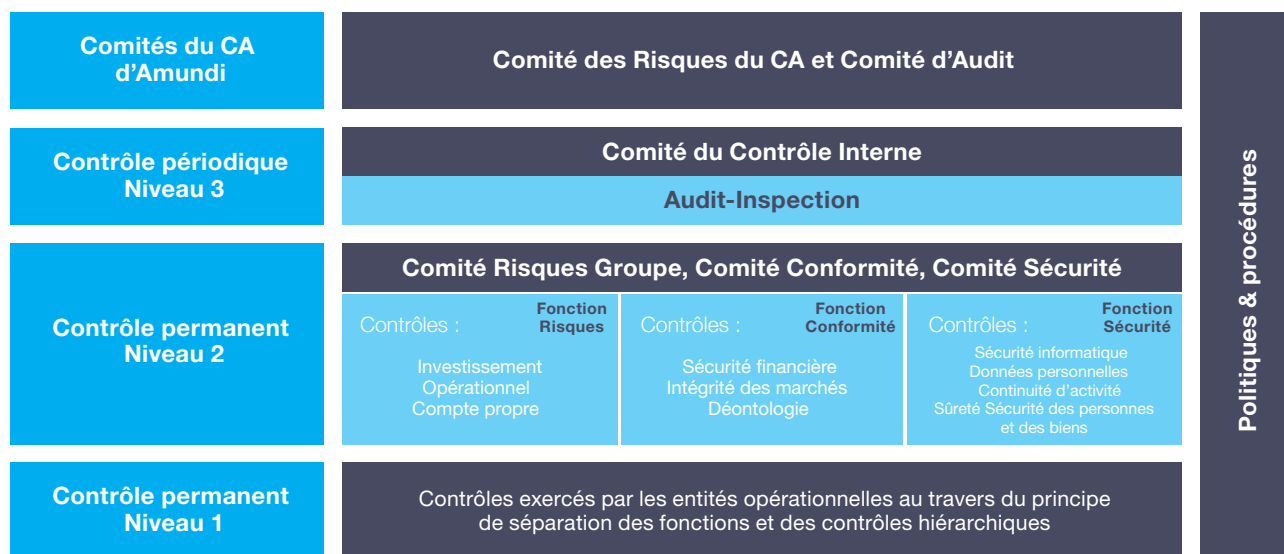 Comités du CA
d'Amundi
Comité des Risques du CA et Comité d'Audit
Contrôle périodique
Niveau 3
Comité du Contrôle Interne
Audit-Inspection
Contrôle permanent
Niveau 2
Comité Risques Groupe, Comité Conformité, Comité Sécurité
Contrôles :
Fonction
Risques
Investissement
Opérationnel
Compte propre
Contrôles :
Fonction
Conformité
Sécurité financière
Intégrité des marchés
Déontologie
Contrôles :
Fonction
Sécurité
Sécurité informatique
Données personnelles
Continuité d'activité
Sûreté Sécurité des personnes
et des biens
Contrôle permanent
Niveau 1
Contrôles exercés par les entités opérationnelles au travers du principe
de séparation des fonctions et des contrôles hiérarchiques
Politiques & procédures